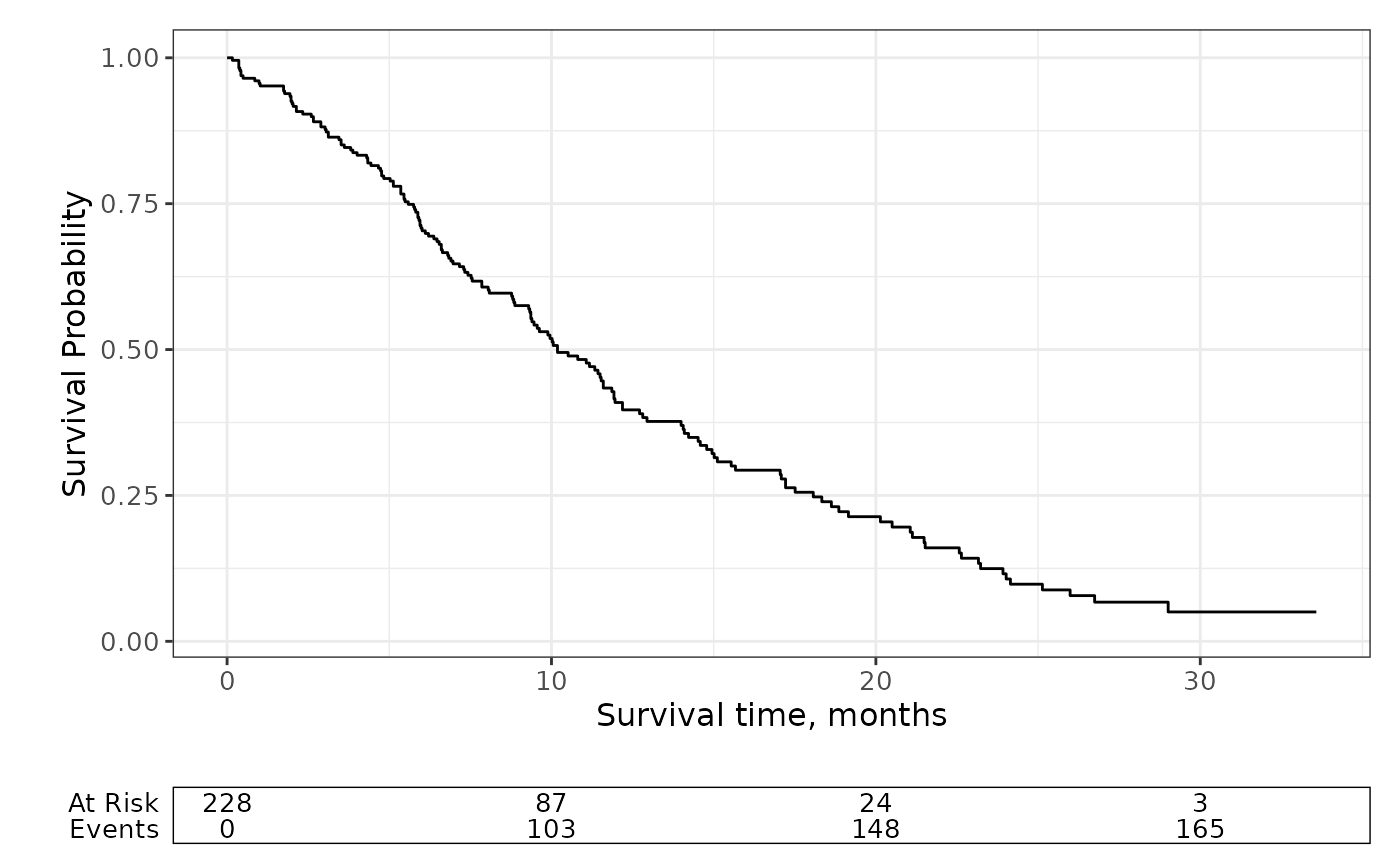 Survival Probability
1.00
0.75
0.50
0.25
0.00
0 10 20 30
Survival time, months
At Risk 228 87 24 3
Events 0 103 148 165